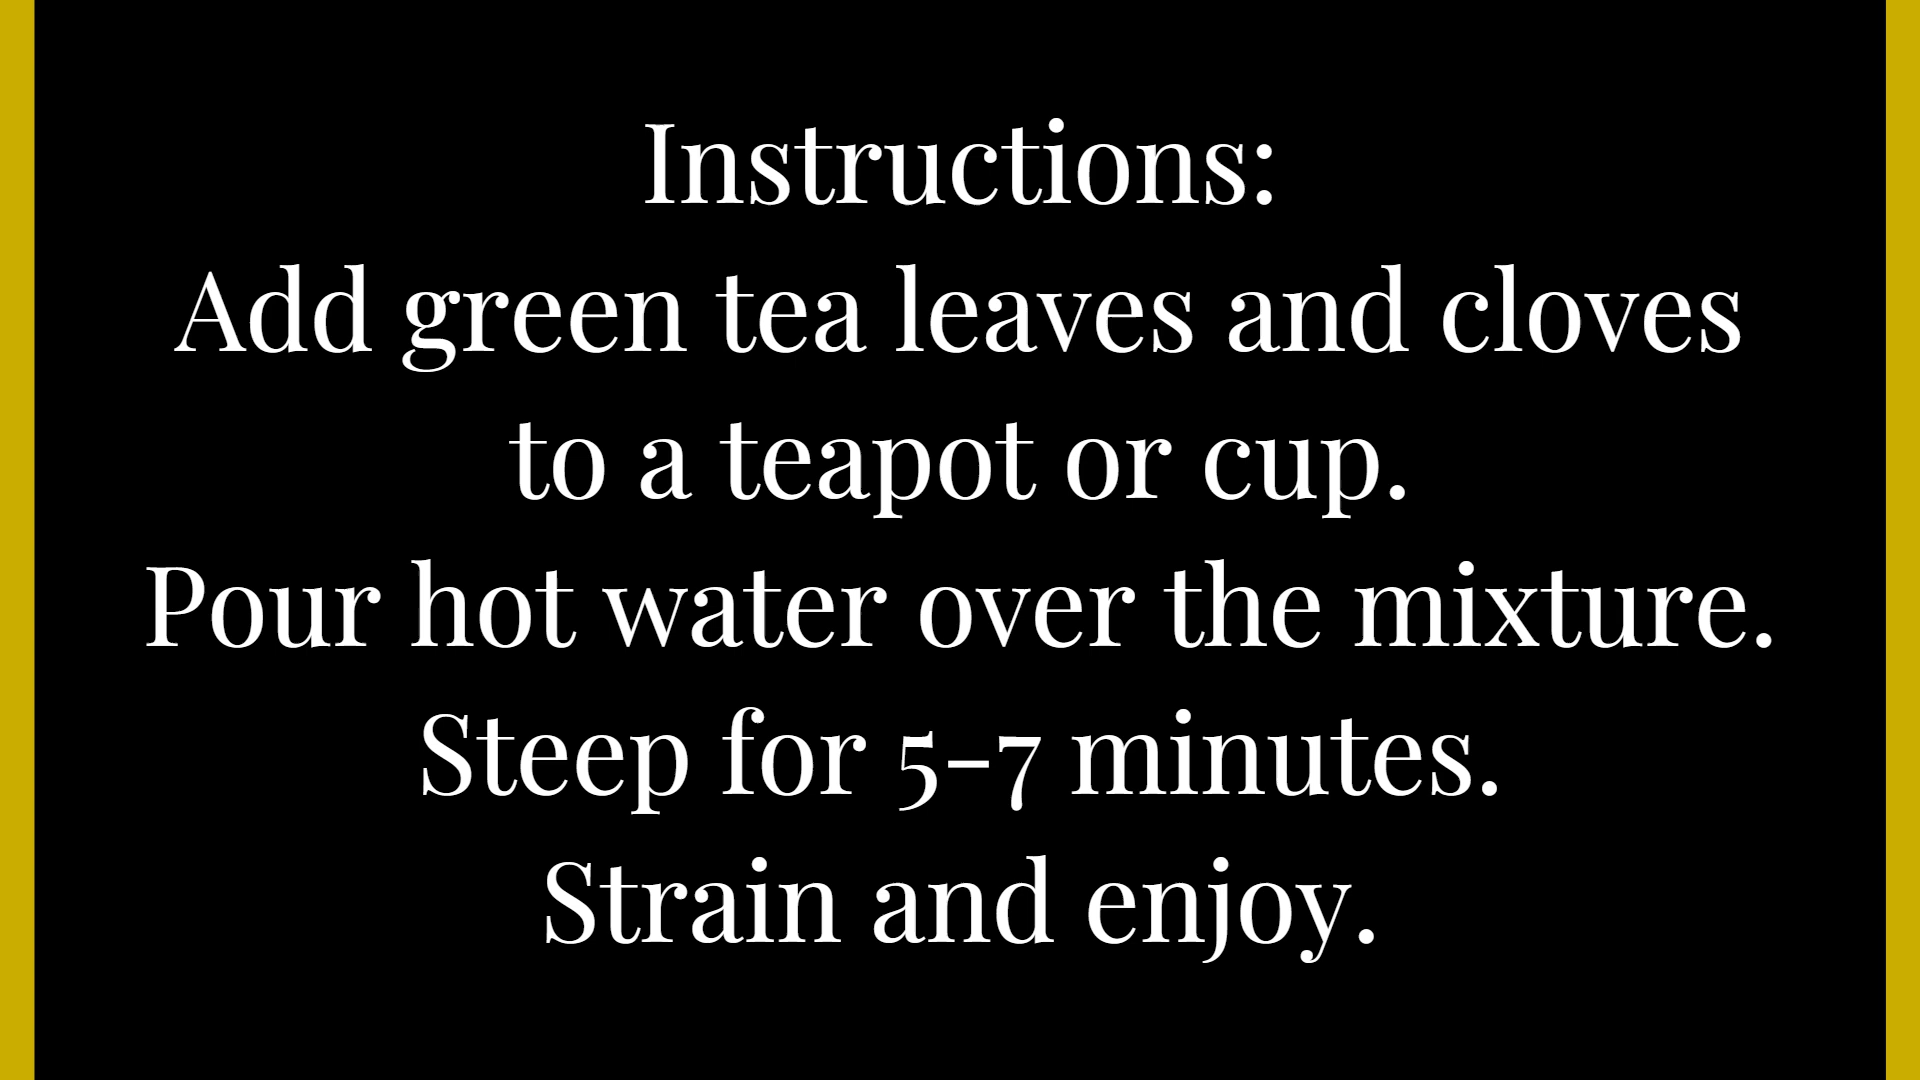 Instructions:
Add green tea leaves and cloves
to a teapot or cup.
Pour hot water over the mixture.
Steep for 5-7 minutes.
Strain and enjoy.